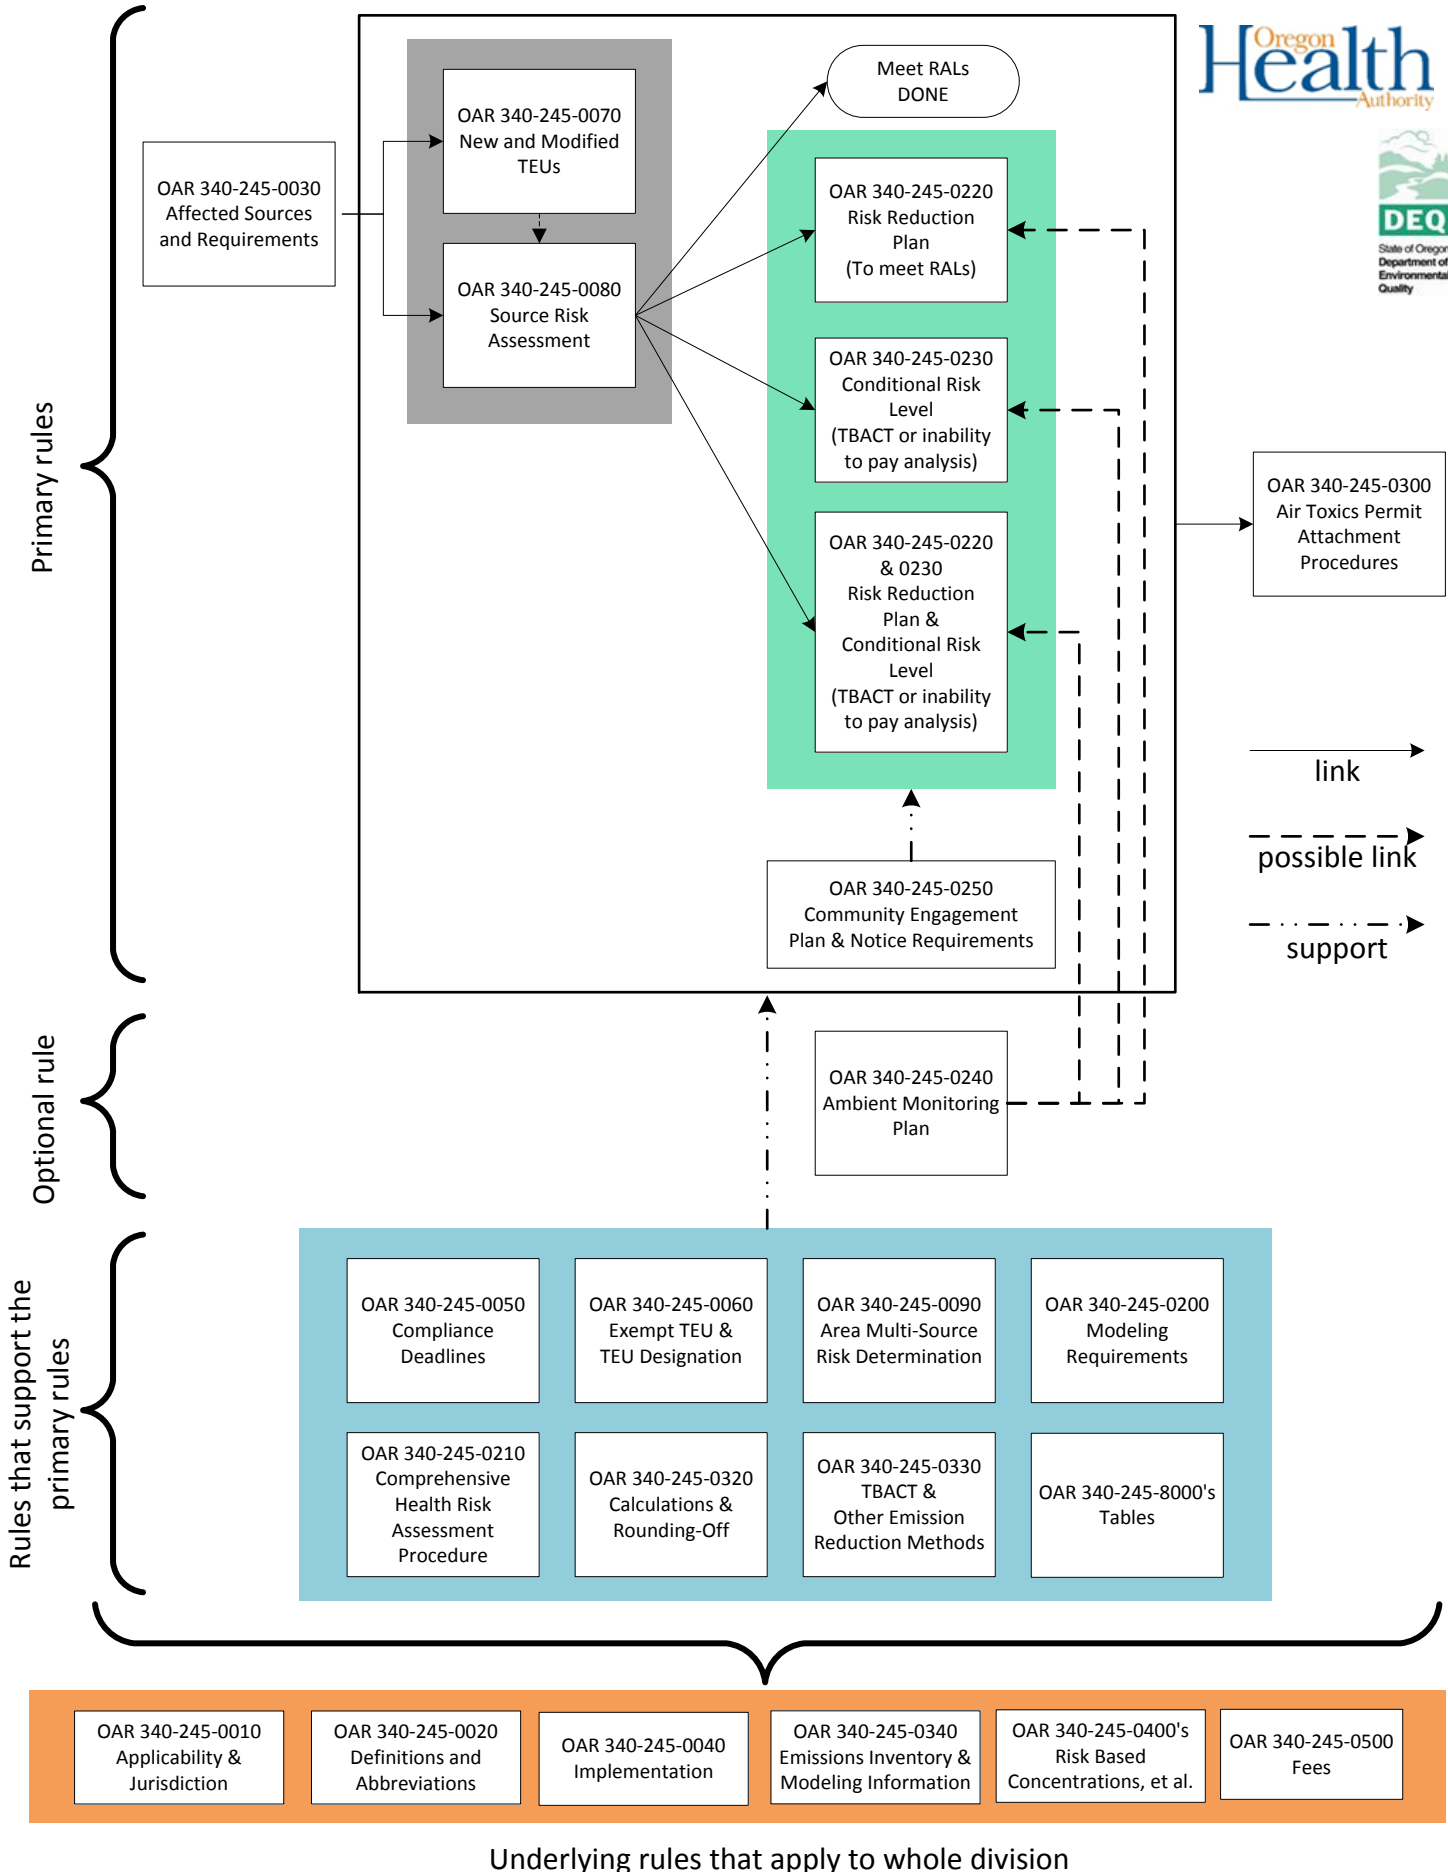 Oregon
Health
Authority
Meet RALs
DONE
OAR 340-245-0070
New and Modified
TEUs
OAR 340-245-0030
Affected Sources
and Requirements
OAR 340-245-0080
Source Risk
Assessment
OAR 340-245-0220
Risk Reduction
Plan
(To meet RALs)
DEQ
State of Oregon
Department of
Environmental
Quality
OAR 340-245-0230
Conditional Risk
Level
(TBACT or inability
to pay analysis)
OAR 340-245-0220
& 0230
Risk Reduction
Plan &
Conditional Risk
Level
(TBACT or inability
to pay analysis)
OAR 340-245-0300
Air Toxics Permit
Attachment
Procedures
Primary rules
link
possible link
support
OAR 340-245-0250
Community Engagement
Plan & Notice Requirements
Optional rule
OAR 340-245-0240
Ambient Monitoring
Plan
Rules that support the
primary rules
OAR 340-245-0050
Compliance
Deadlines
OAR 340-245-0060
Exempt TEU &
TEU Designation
OAR 340-245-0090
Area Multi-Source
Risk Determination
OAR 340-245-0200
Modeling
Requirements
OAR 340-245-0210
Comprehensive
Health Risk
Assessment
Procedure
OAR 340-245-0320
Calculations &
Rounding-Off
OAR 340-245-0330
TBACT &
Other Emission
Reduction Methods
OAR 340-245-8000's
Tables
OAR 340-245-0010
Applicability &
Jurisdiction
OAR 340-245-0020
Definitions and
Abbreviations
OAR 340-245-0040
Implementation
OAR 340-245-0340
Emissions Inventory &
Modeling Information
OAR 340-245-0400's
Risk Based
Concentrations, et al.
OAR 340-245-0500
Fees
Underlying rules that apply to whole division